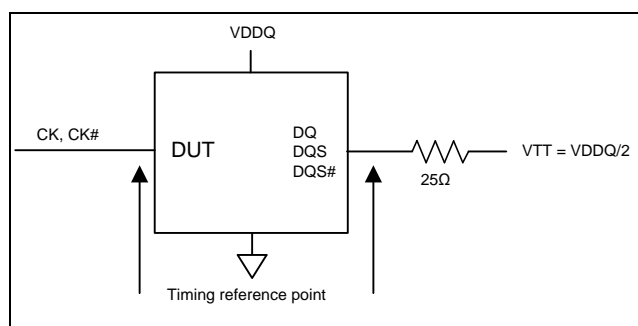 VDDQ
CK, CK#
DUT
DQ
DQS
DQS#
25Ω
VTT = VDDQ/2
Timing reference point